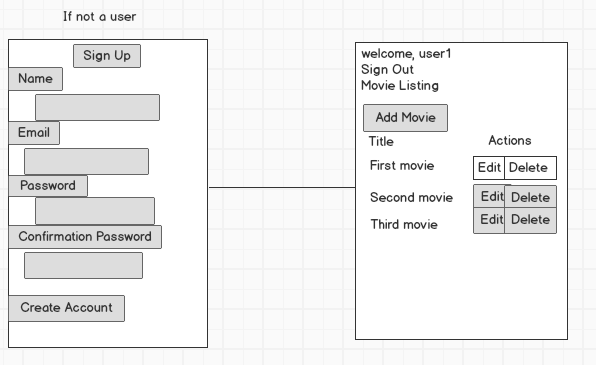 If not a user
Sign Up
Name
Email
Password
Confirmation Password
Create Account
welcome, user1
Sign Out
Movie Listing
Add Movie
Title Actions
First movie Edit Delete
Second movie Edit Delete
Third movie Edit Delete